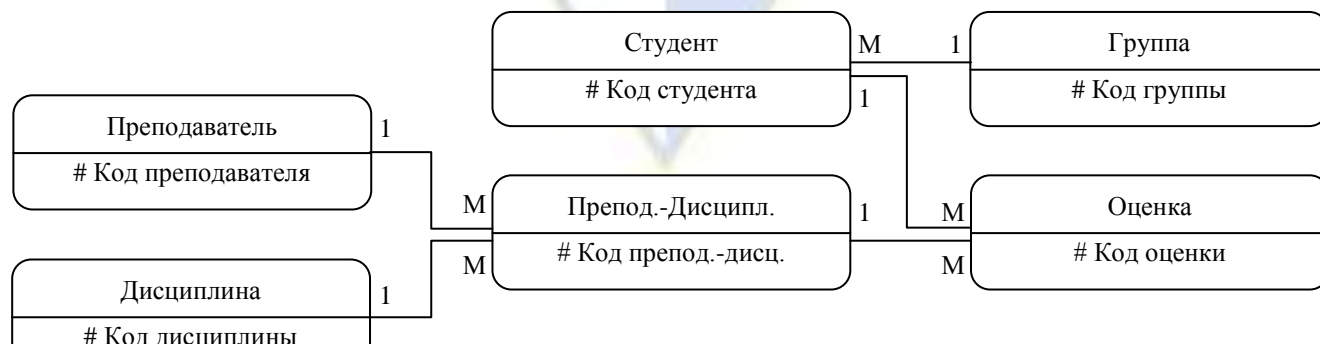 Студент
М
1
Группа
# Код студента
1
# Код группы
Преподаватель
1
# Код преподавателя
М
Препод.-Дисципл.
1
М
Оценка
# Код препод.-дисц.
# Код оценки
М
М
Дисциплина
1
# Код дисциплины